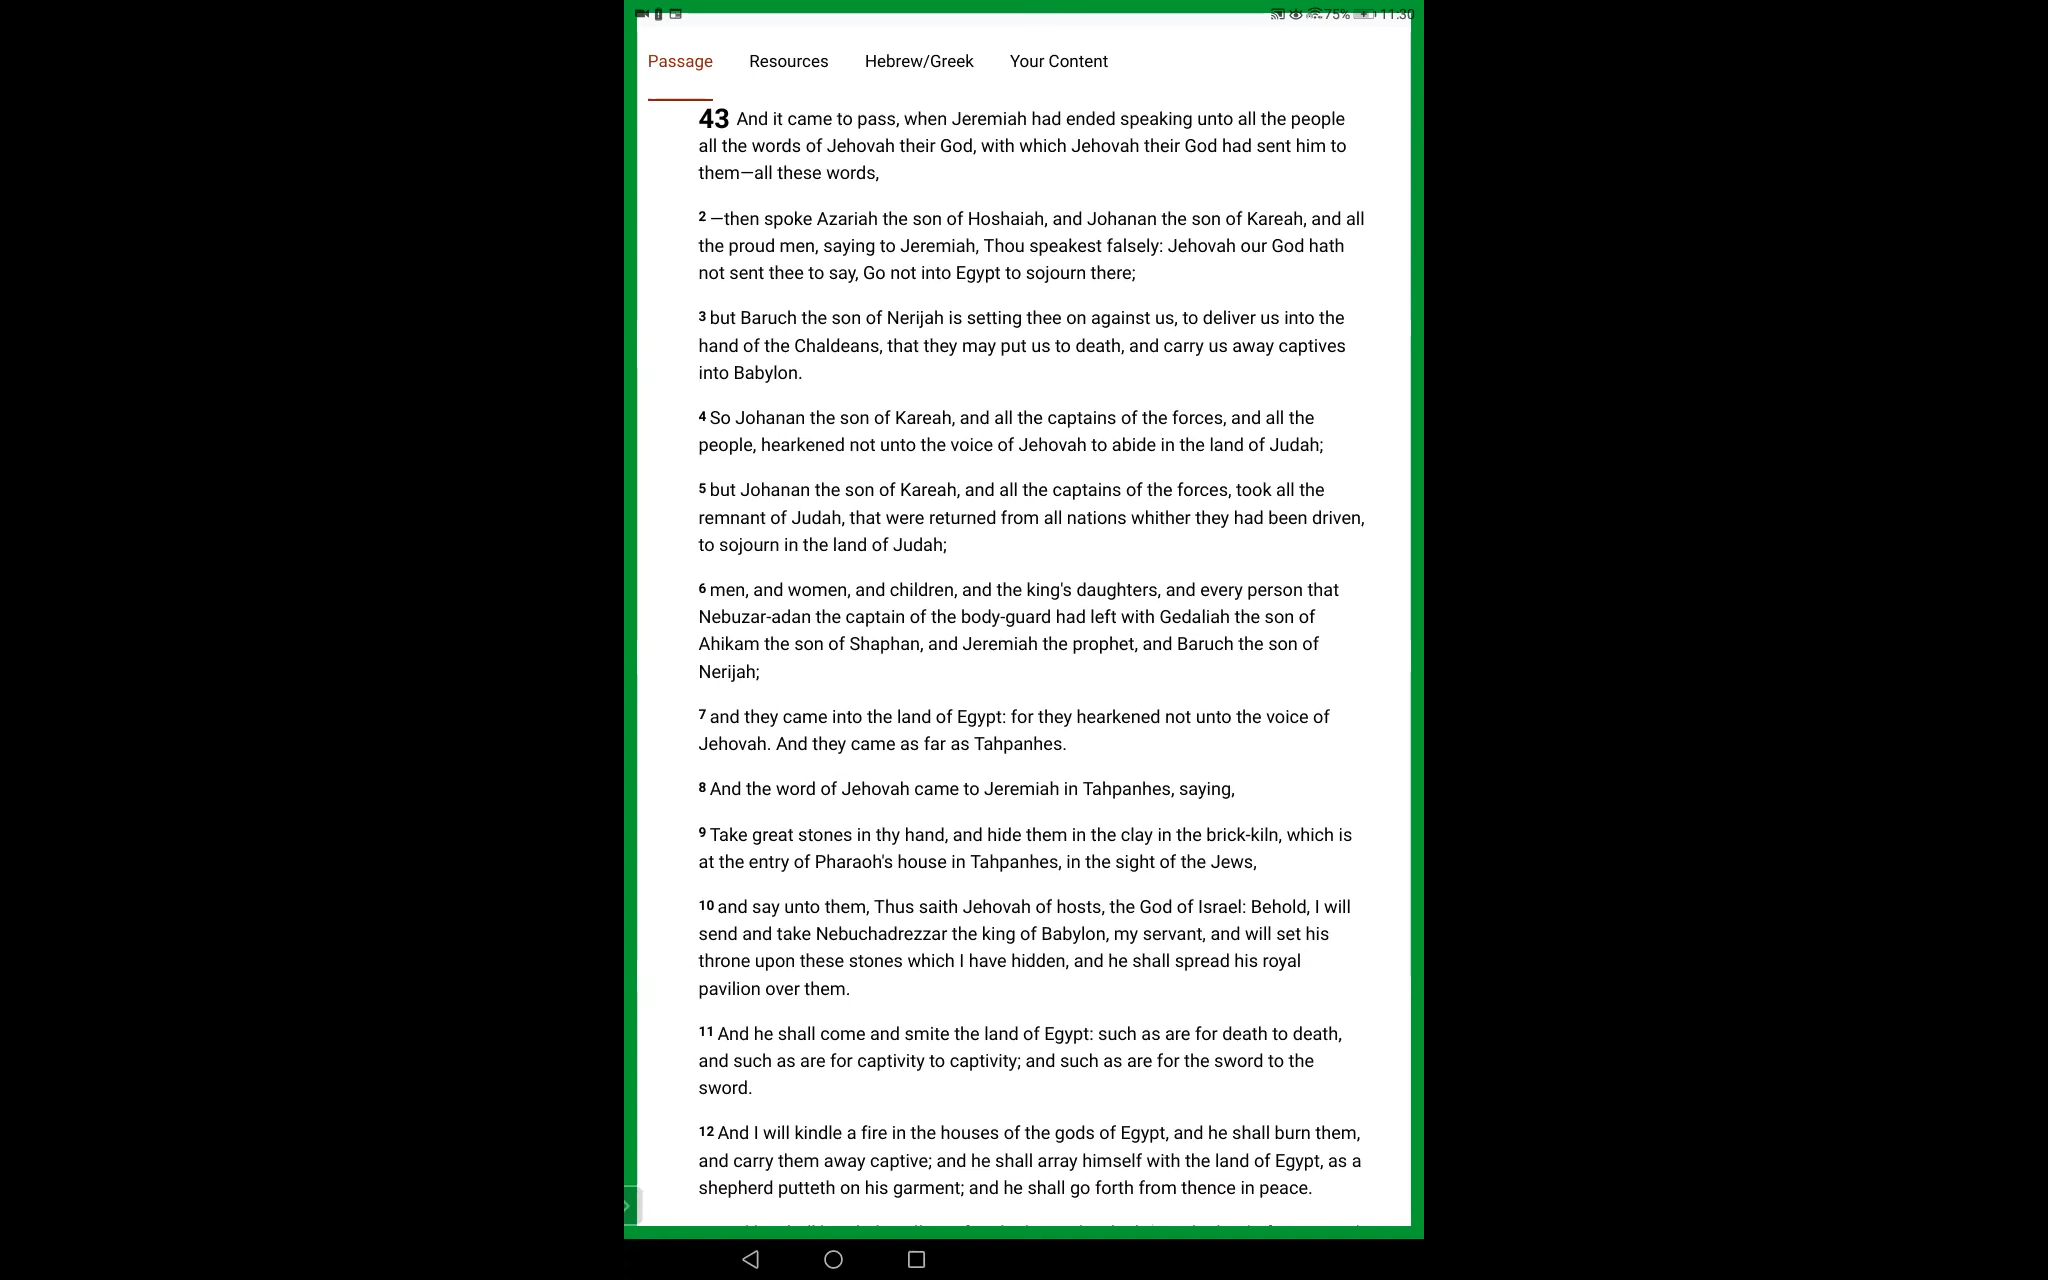 75% 11:30
Passage Resources Hebrew/Greek Your Content
43 And it came to pass, when Jeremiah had ended speaking unto all the people
all the words of Jehovah their God, with which Jehovah their God had sent him to
them—all these words,
2 —then spoke Azariah the son of Hoshaiah, and Johanan the son of Kareah, and all
the proud men, saying to Jeremiah, Thou speakest falsely: Jehovah our God hath
not sent thee to say, Go not into Egypt to sojourn there;
3 but Baruch the son of Nerijah is setting thee on against us, to deliver us into the
hand of the Chaldeans, that they may put us to death, and carry us away captives
into Babylon.
4 So Johanan the son of Kareah, and all the captains of the forces, and all the
people, hearkened not unto the voice of Jehovah to abide in the land of Judah;
5 but Johanan the son of Kareah, and all the captains of the forces, took all the
remnant of Judah, that were returned from all nations whither they had been driven,
to sojourn in the land of Judah;
6 men, and women, and children, and the king's daughters, and every person that
Nebuzar-adan the captain of the body-guard had left with Gedaliah the son of
Ahikam the son of Shaphan, and Jeremiah the prophet, and Baruch the son of
Nerijah;
7 and they came into the land of Egypt: for they hearkened not unto the voice of
Jehovah. And they came as far as Tahpanhes.
8 And the word of Jehovah came to Jeremiah in Tahpanhes, saying,
9 Take great stones in thy hand, and hide them in the clay in the brick-kiln, which is
at the entry of Pharaoh's house in Tahpanhes, in the sight of the Jews,
10 and say unto them, Thus saith Jehovah of hosts, the God of Israel: Behold, I will
send and take Nebuchadrezzar the king of Babylon, my servant, and will set his
throne upon these stones which I have hidden, and he shall spread his royal
pavilion over them.
11 And he shall come and smite the land of Egypt: such as are for death to death,
and such as are for captivity to captivity; and such as are for the sword to the
sword.
12 And I will kindle a fire in the houses of the gods of Egypt, and he shall burn them,
and carry them away captive; and he shall array himself with the land of Egypt, as a
shepherd putteth on his garment; and he shall go forth from thence in peace.